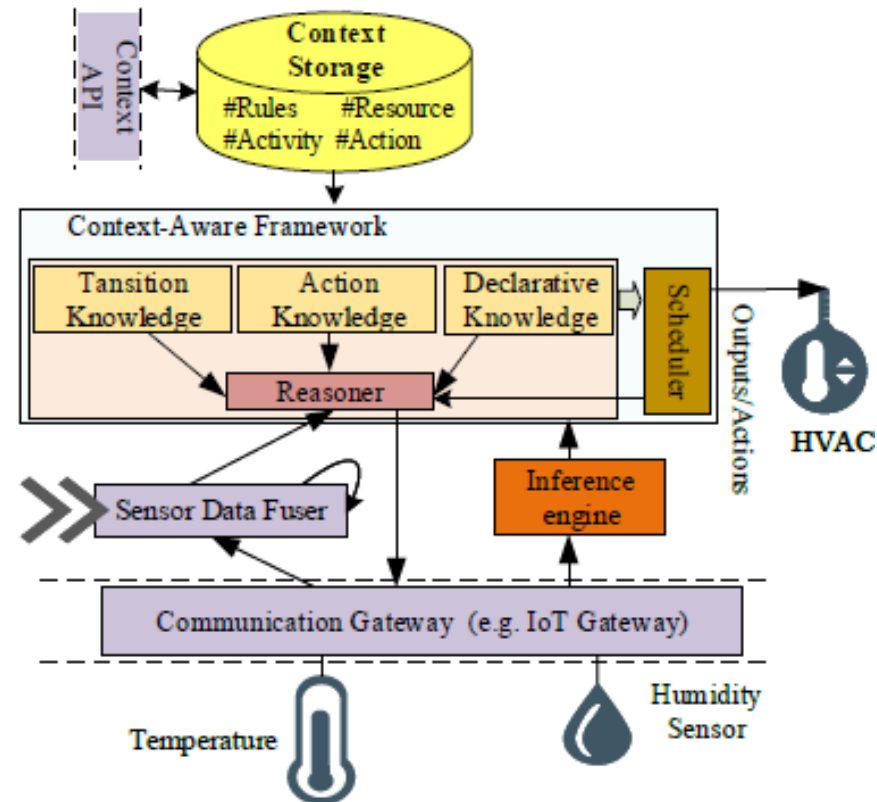 Context
API
Context
Storage
#Rules #Resource
#Activity #Action
Context-Aware Framework
Tansition
Knowledge
Action
Knowledge
Declarative
Knowledge
Scheduler
Reasoner
Outputs/Actions
HVAC
Sensor Data Fuser
Inference
engine
Communication Gateway (e.g. IoT Gateway)
Temperature
Humidity
Sensor